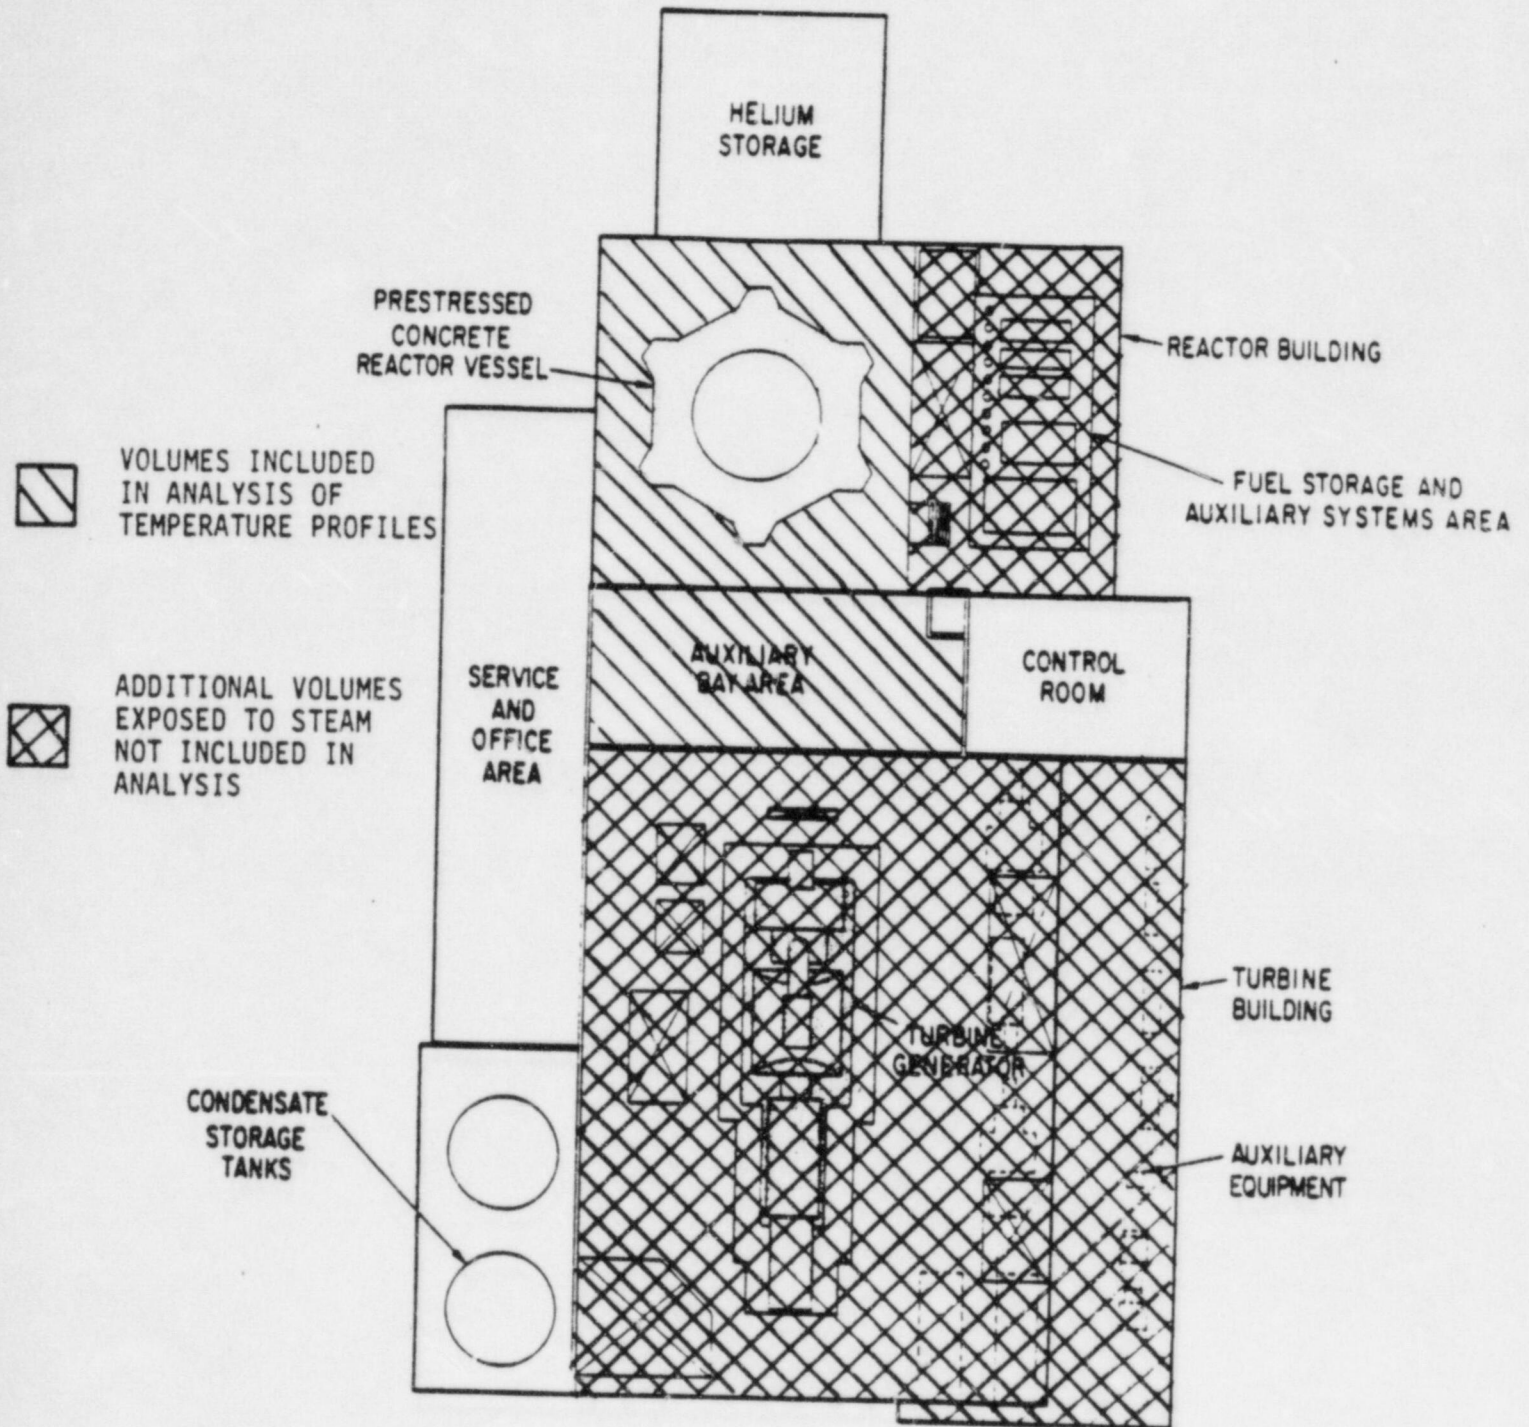 HELIUM
STORAGE
PRESTRESSED
CONCRETE
REACTOR VESSEL
REACTOR BUILDING
VOLUMES INCLUDED
IN ANALYSIS OF
TEMPERATURE PROFILES
FUEL STORAGE AND
AUXILIARY SYSTEMS AREA
ADDITIONAL VOLUMES
EXPOSED TO STEAM
NOT INCLUDED IN
ANALYSIS
SERVICE
AND
OFFICE
AREA
AUXILIARY
BAY AREA
CONTROL
ROOM
TURBINE
BUILDING
TURBINE
GENERATOR
CONDENSATE
STORAGE
TANKS
AUXILIARY
EQUIPMENT